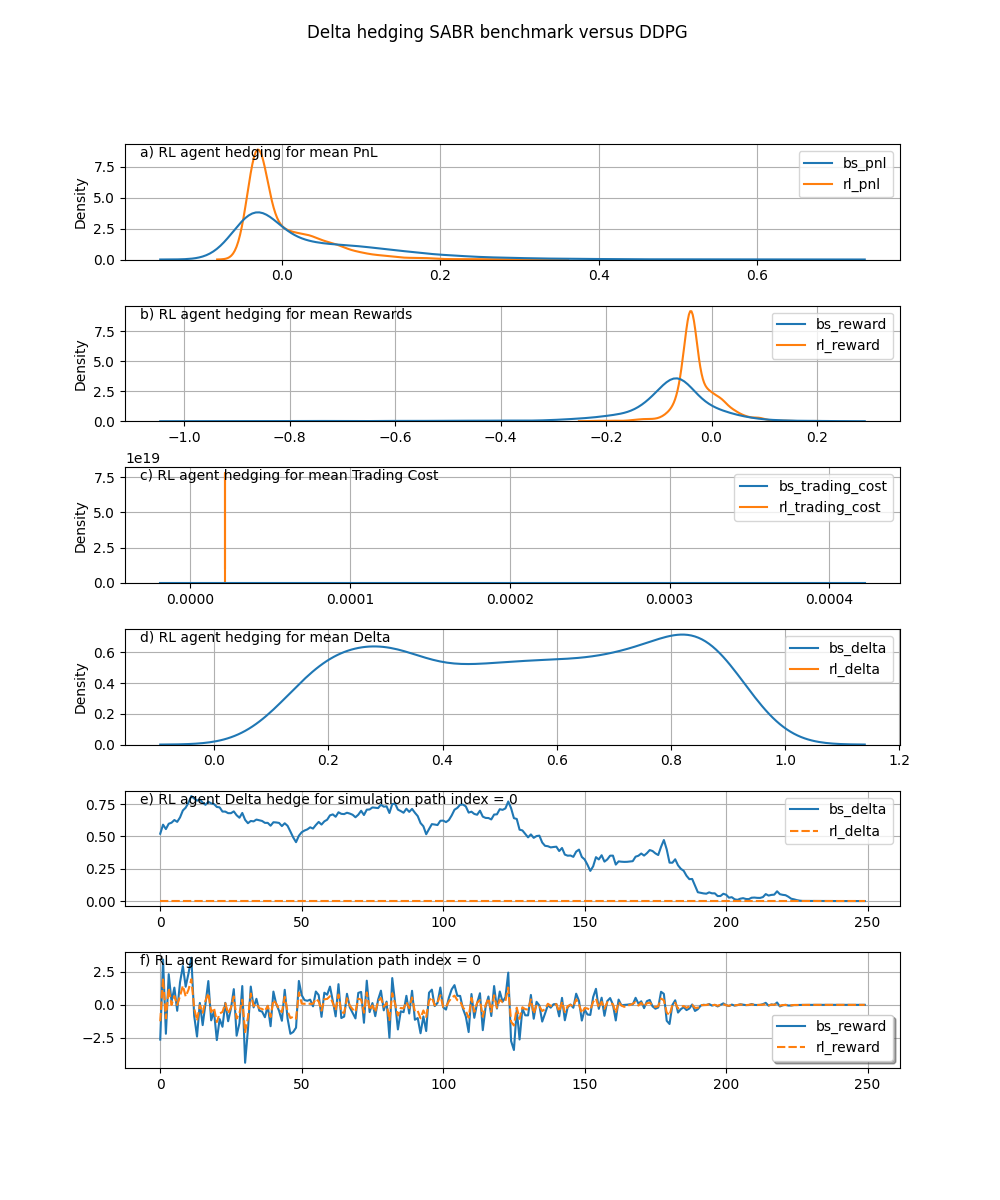 Delta hedging SABR benchmark versus DDPG
a) RL agent hedging for mean PnL
bs_pnl
rl_pnl
Density
7.5
5.0
2.5
0.0
0.0 0.2 0.4 0.6
b) RL agent hedging for mean Rewards
bs_reward
rl_reward
Density
7.5
5.0
2.5
0.0
−1.0 −0.8 −0.6 −0.4 −0.2 0.0 0.2
1e19
c) RL agent hedging for mean Trading Cost
bs_trading_cost
rl_trading_cost
Density
7.5
5.0
2.5
0.0
0.0000 0.0001 0.0002 0.0003 0.0004
d) RL agent hedging for mean Delta
bs_delta
rl_delta
Density
0.6
0.4
0.2
0.0
0.0 0.2 0.4 0.6 0.8 1.0 1.2
e) RL agent Delta hedge for simulation path index = 0
bs_delta
rl_delta
0.75
0.50
0.25
0.00
0 50 100 150 200 250
f) RL agent Reward for simulation path index = 0
2.5
0.0
−2.5
bs_reward
rl_reward
0 50 100 150 200 250